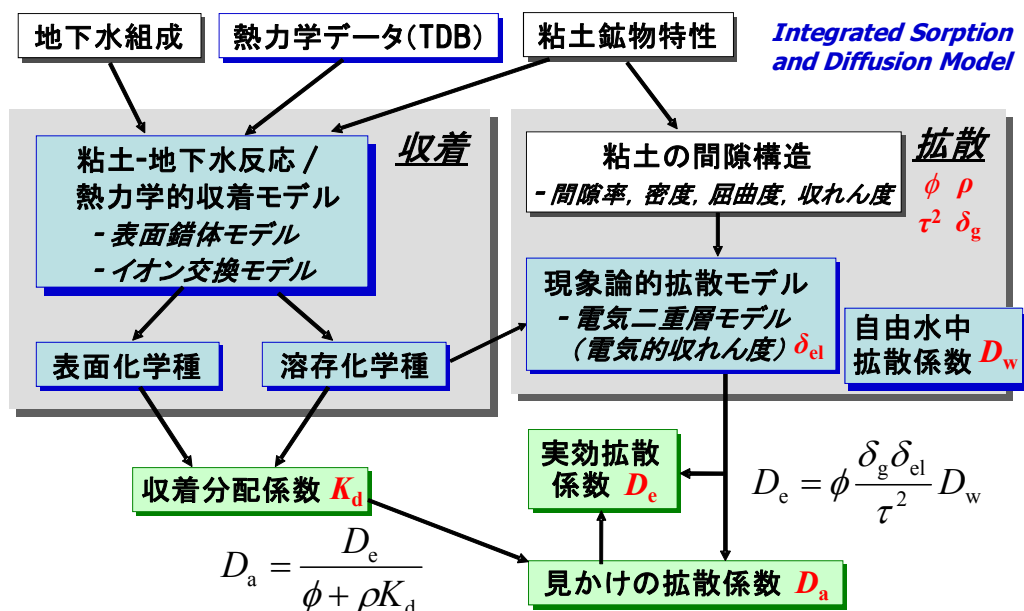 地下水組成
熱力学データ(TDB)
粘土鉱物特性
Integrated Sorption
and Diffusion Model
収着
粘土-地下水反応 /
熱力学的収着モデル
- 表面錯体モデル
- イオン交換モデル
表面化学種
溶存化学種
拡散
粘土の間隙構造
- 間隙率, 密度, 屈曲度, 収れん度
ϕ ρ
τ² δg
現象論的拡散モデル
- 電気二重層モデル
(電気的収れん度) δel
自由水中
拡散係数 Dw
収着分配係数 Kd
実効拡散
係数 De
De = ϕ (δg δel / τ²) Dw
Da = De / (ϕ + ρKd)
見かけの拡散係数 Da